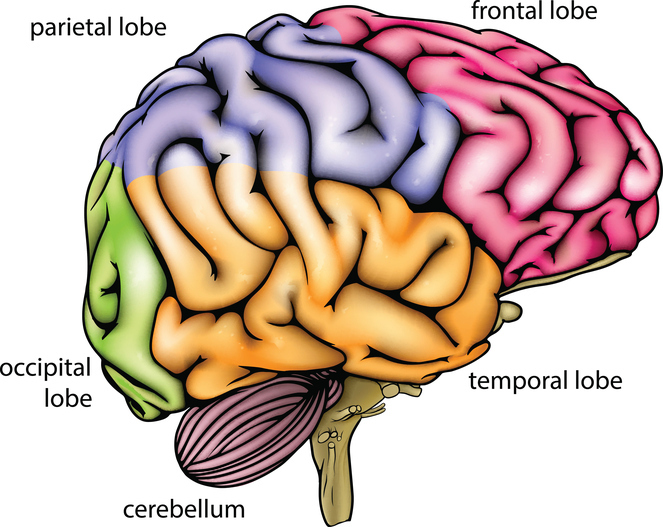 frontal lobe
parietal lobe
occipital
lobe
temporal lobe
cerebellum